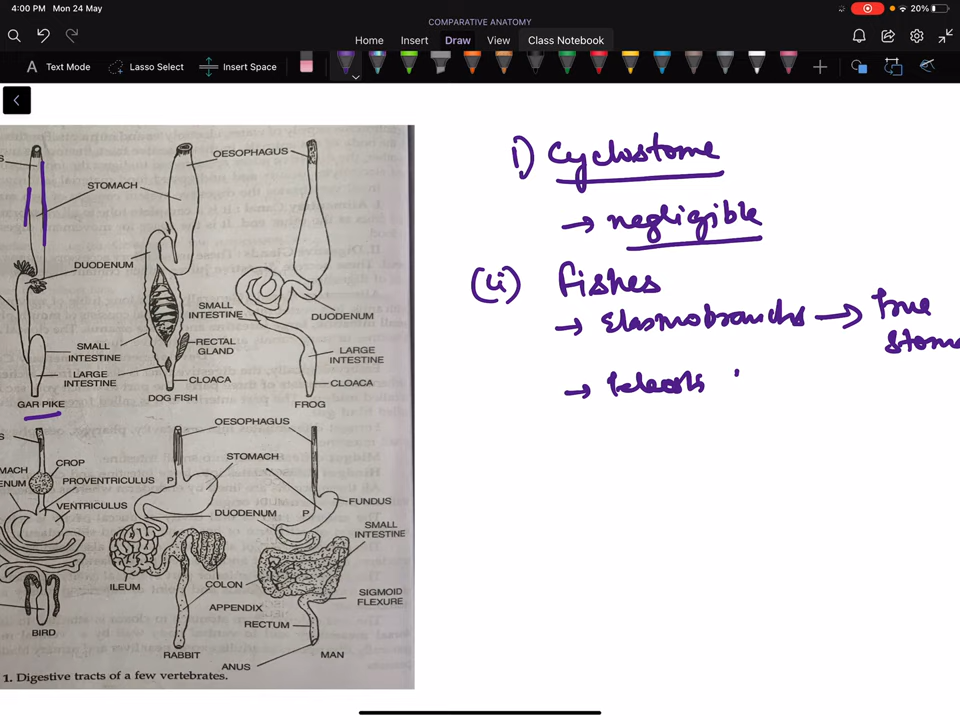 4:00 PM Mon 24 May
20%
COMPARATIVE ANATOMY
Home Insert Draw View Class Notebook
A Text Mode Lasso Select Insert Space
OESOPHAGUS
STOMACH
DUODENUM
SMALL
INTESTINE
DUODENUM
SMALL
INTESTINE
RECTAL
GLAND
LARGE
INTESTINE
LARGE
INTESTINE
CLOACA
CLOACA
GAR PIKE
DOG FISH
FROG
OESOPHAGUS
CROP
STOMACH
MACH
PROVENTRICULUS
P
ENUM
VENTRICULUS
FUNDUS
DUODENUM
P
SMALL
INTESTINE
ILEUM
COLON
SIGMOID
FLEXURE
APPENDIX
RECTUM
BIRD
RABBIT
MAN
ANUS
1. Digestive tracts of a few vertebrates.
i) Cyclostome
→ negligible
(ii) Fishes
→ Elasmobranchs → True
stoma
→ teleosts